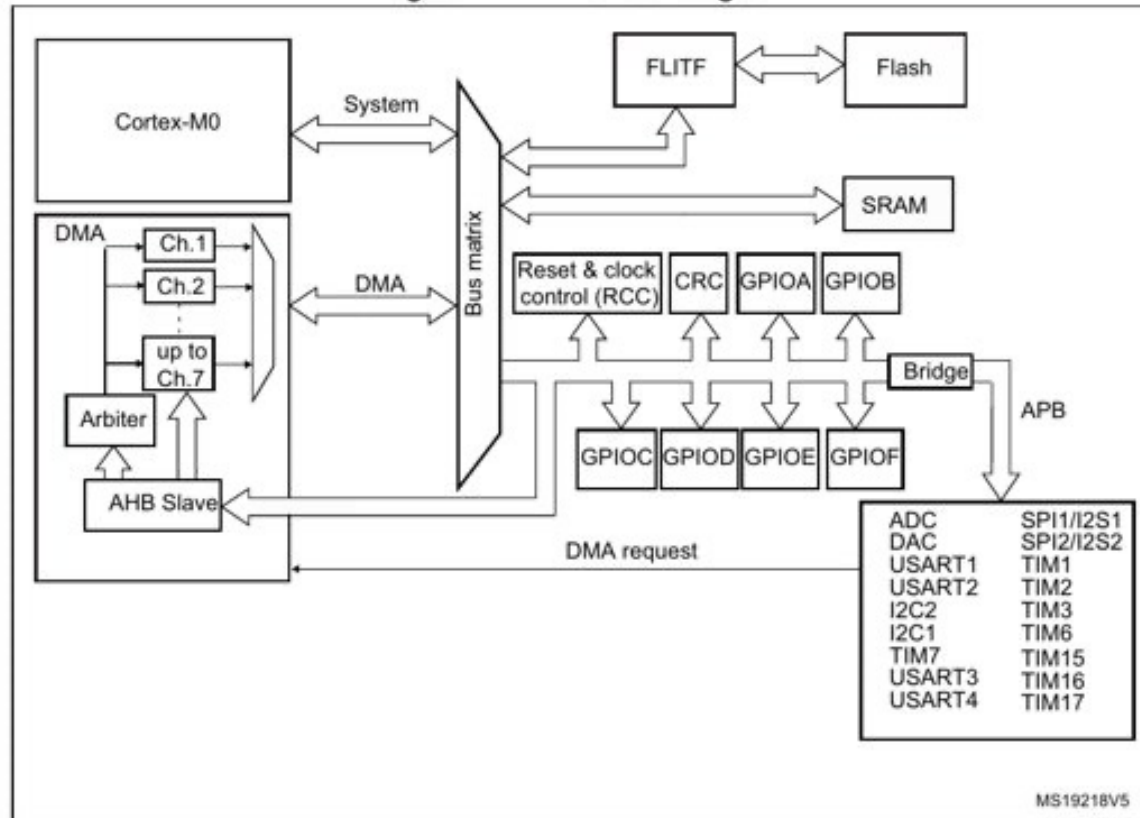 Cortex-M0
System
FLITF
Flash
SRAM
Bus matrix
DMA
Ch.1
Ch.2
up to
Ch.7
Arbiter
AHB Slave
DMA
Reset & clock
control (RCC)
CRC
GPIOA
GPIOB
Bridge
APB
GPIOC
GPIOD
GPIOE
GPIOF
DMA request
ADC
DAC
USART1
USART2
I2C2
I2C1
TIM7
USART3
USART4
SPI1/I2S1
SPI2/I2S2
TIM1
TIM2
TIM3
TIM6
TIM15
TIM16
TIM17
MS19218V5